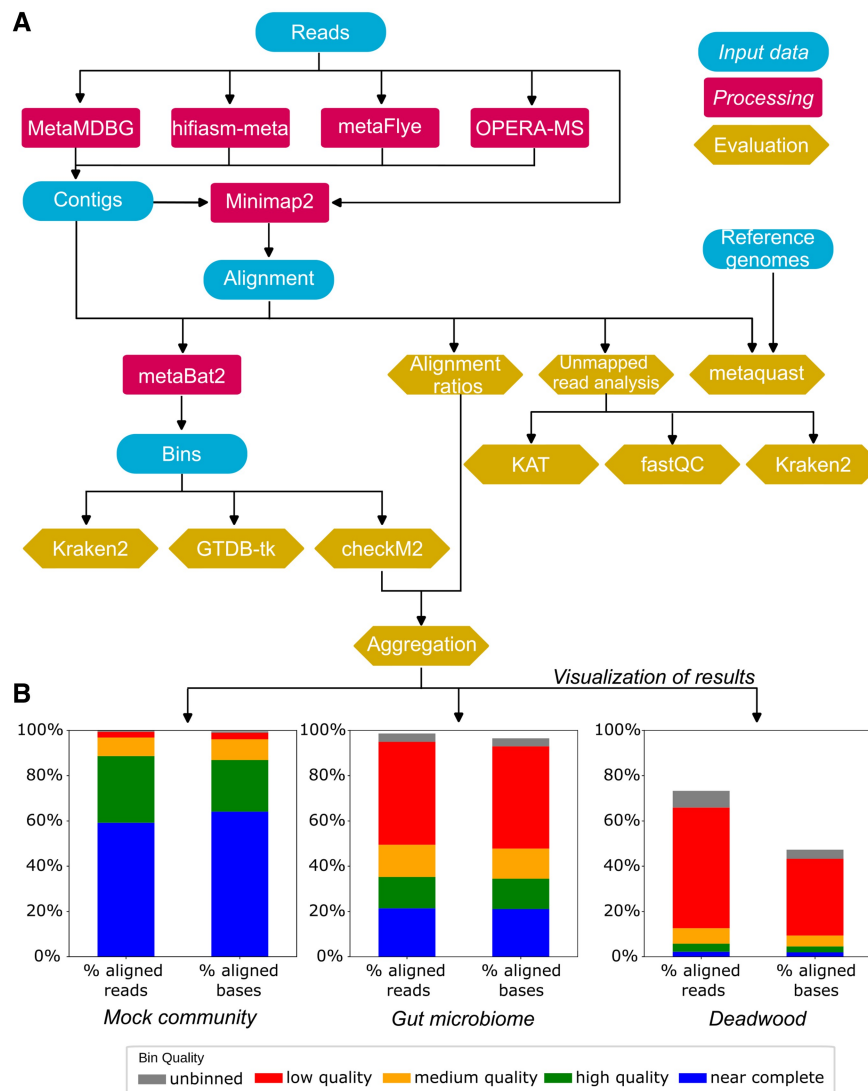 A
Reads
Input data
Processing
Evaluation
MetaMDBG
hifiasm-meta
metaFlye
OPERA-MS
Contigs
Minimap2
Reference
genomes
Alignment
metaBat2
Alignment
ratios
Unmapped
read analysis
metaquast
Bins
KAT
fastQC
Kraken2
Kraken2
GTDB-tk
checkM2
Aggregation
B
Visualization of results
100%
80%
60%
40%
20%
0%
% aligned
reads
% aligned
bases
Mock community
100%
80%
60%
40%
20%
0%
% aligned
reads
% aligned
bases
Gut microbiome
100%
80%
60%
40%
20%
0%
% aligned
reads
% aligned
bases
Deadwood
Bin Quality
unbinned low quality medium quality high quality near complete